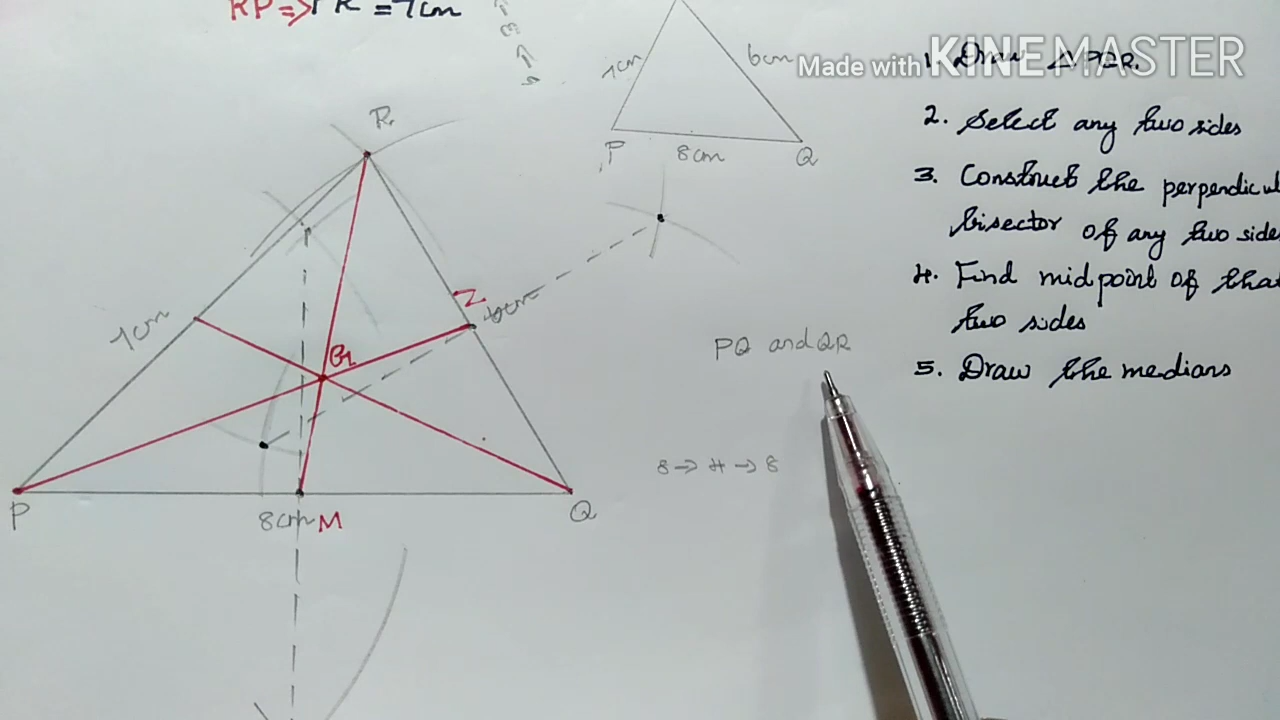 RP => PR = 7cm
7cm
6cm
P
8cm
Q
Made with KINEMASTER
1. Draw △PQR.
2. Select any two sides
3. Construct the perpendicul
bisector of any two side
4. Find midpoint of that
two sides
5. Draw the medians
R
7cm
N
6cm
G
PQ and QR
8 → 4 → 8
P
8cm
M
Q